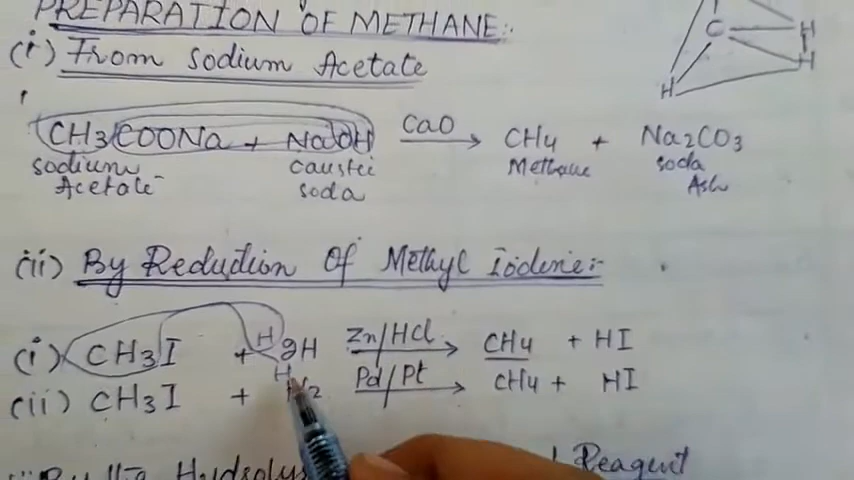 PREPARATION OF METHANE:
(i) From Sodium Acetate
C H H H
CH3COONa + NaOH CaO → CH4 + Na2CO3
sodium Acetate caustic soda Methane soda Ash
(ii) By Reduction Of Methyl Iodine:-
(i) CH3I + H 2H H Zn/HCl → CH4 + HI
(ii) CH3I + H2 Pd/Pt → CH4 + HI
Reagent